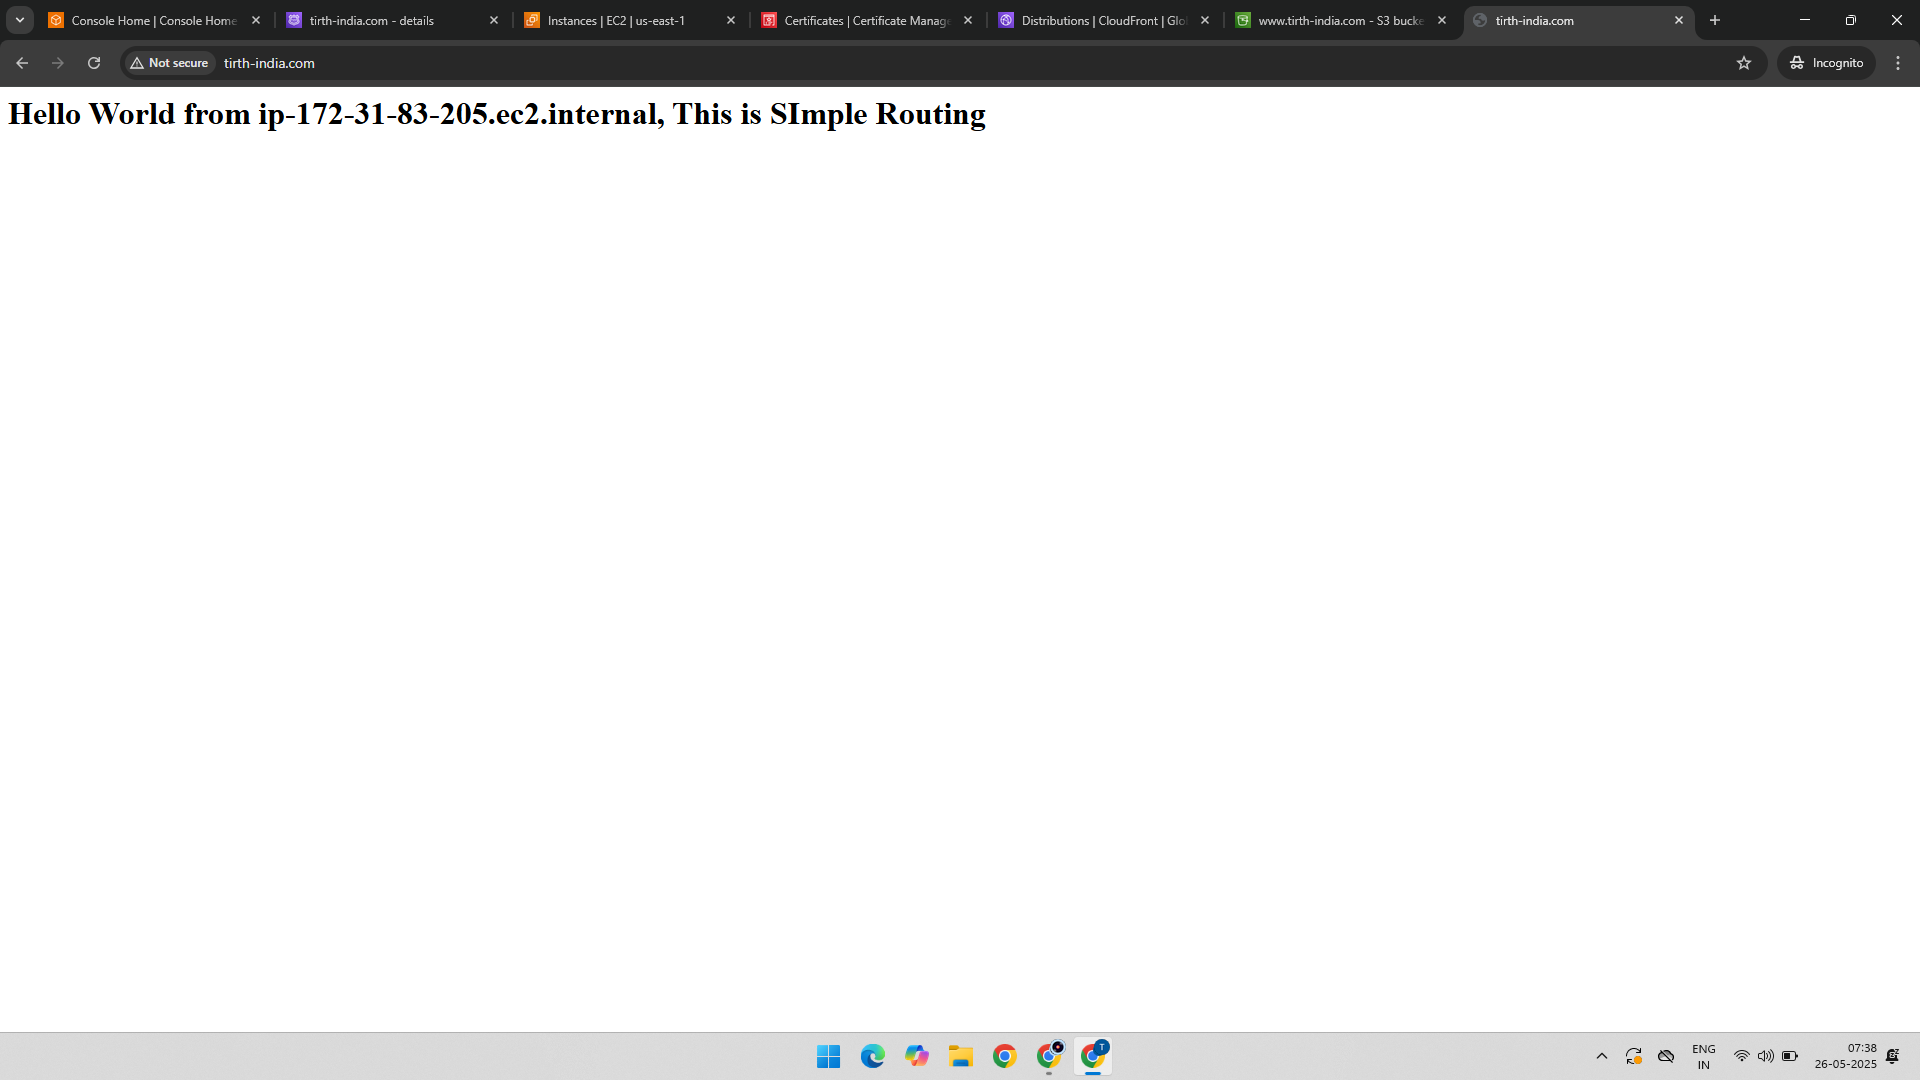 Console Home | Console Home
tirth-india.com - details
Instances | EC2 | us-east-1
Certificates | Certificate Manage
Distributions | CloudFront | Glo
www.tirth-india.com - S3 bucke
tirth-india.com
Not secure
tirth-india.com
Incognito
Hello World from ip-172-31-83-205.ec2.internal, This is SImple Routing
T
ENG
IN
07:38
26-05-2025